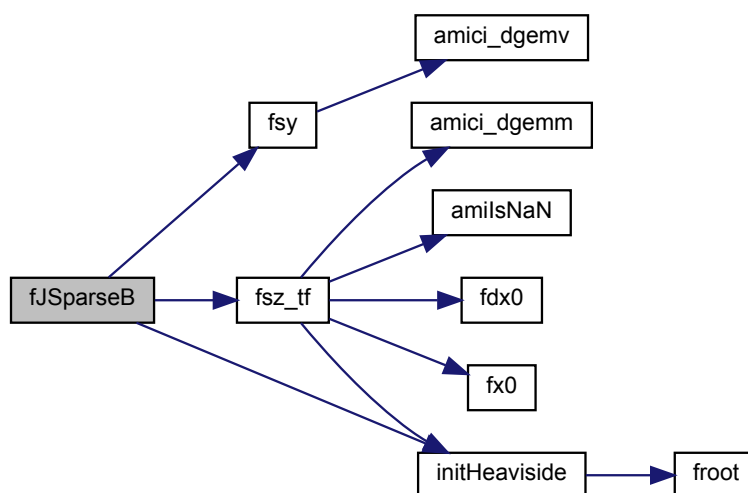 amici_dgemv
fsy
amici_dgemm
amiIsNaN
fJSparseB
fsz_tf
fdx0
fx0
initHeaviside
froot